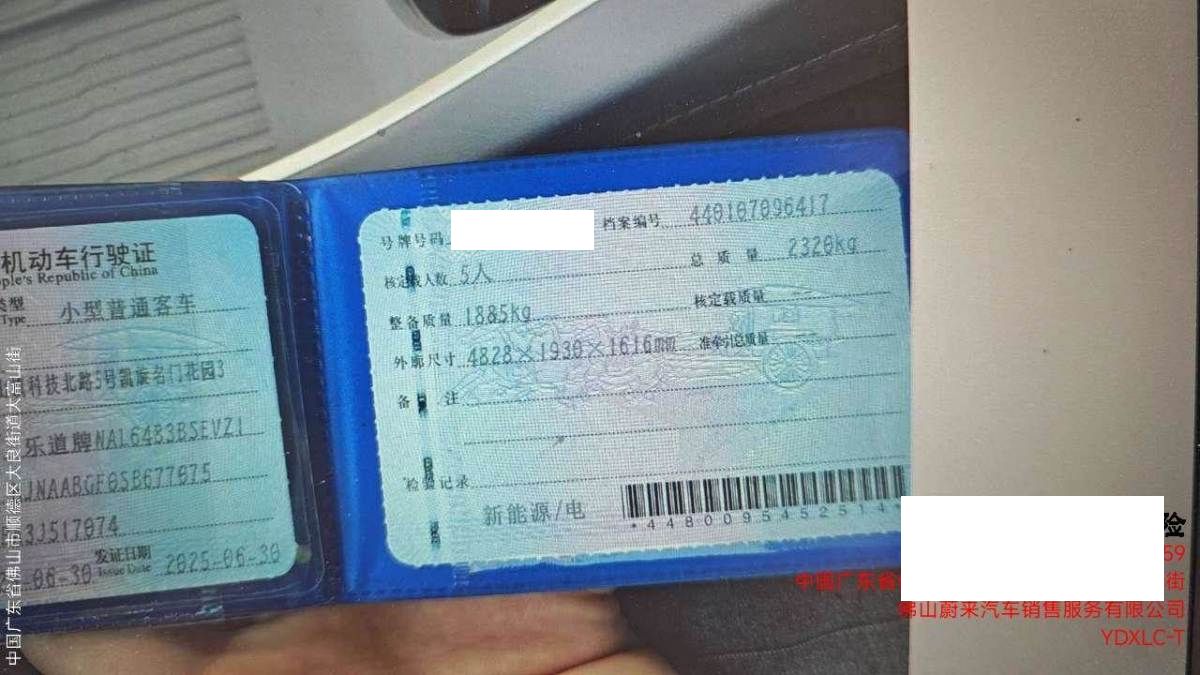 机动车行驶证
ple's Republic of China
类型 小型普通客车
Type
科技北路5号凯旋名门花园3
乐道牌NAL6483BSEVZ1
JNAABGF0SB677075
33517074
06-30 发证日期 2025-06-30
Issue Date
号牌号码
档案编号 440107096417
核定载人数 5人
总质量 2320kg
整备质量 1885kg
核定载质量
外廓尺寸 4828×1930×1616mm
准牵引总质量
备注
检验记录
新能源/电
*4480095452514*
中国广东省佛山市顺德区大良街道大富山街
险
59
中国广东省 街
佛山蔚来汽车销售服务有限公司
YDXLC-T